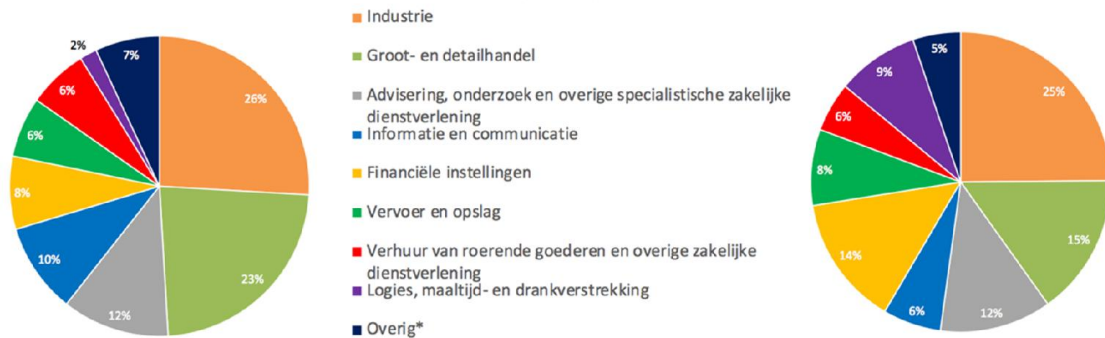 2%
7%
26%
6%
6%
8%
10%
12%
23%
Industrie
Groot- en detailhandel
Advisering, onderzoek en overige specialistische zakelijke
dienstverlening
Informatie en communicatie
Financiële instellingen
Vervoer en opslag
Verhuur van roerende goederen en overige zakelijke
dienstverlening
Logies, maaltijd- en drankverstrekking
Overig*
5%
9%
25%
6%
8%
14%
6%
12%
15%